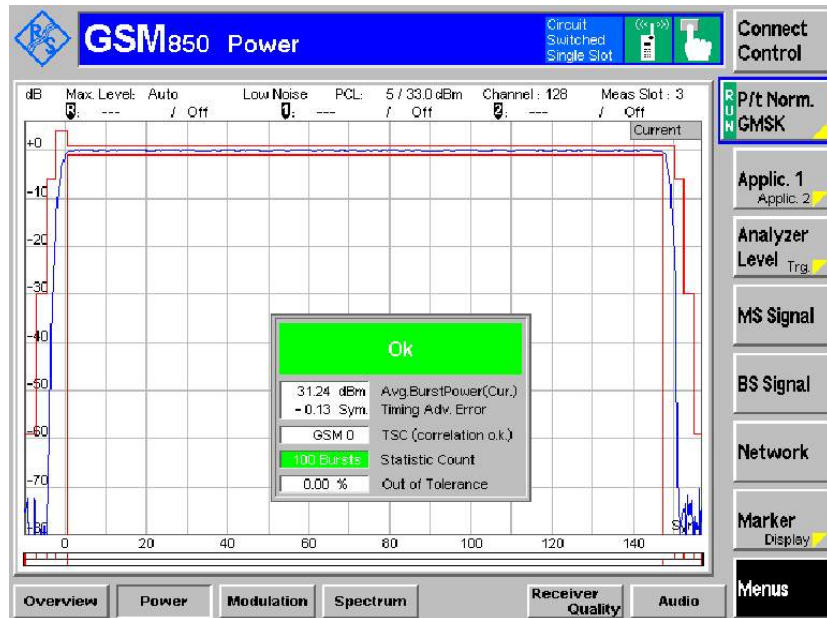 R S
GSM850 Power
Circuit
Switched
Single Slot
Connect
Control
dB Max. Level: Auto Low Noise PCL: 5 / 33.0 dBm Channel : 128 Meas Slot : 3
R: --- / Off 1: --- / Off 2: --- / Off
Current
RUN
P/t Norm.
GMSK
Applic. 1
Applic. 2
Analyzer
Level Trg.
MS Signal
BS Signal
Network
Marker
Display
Menus
+0
-10
-20
-30
-40
-50
-60
-70
-80
Ok
31.24 dBm Avg.BurstPower(Cur.)
- 0.13 Sym. Timing Adv. Error
GSM 0 TSC (correlation o.k.)
100 Bursts Statistic Count
0.00 % Out of Tolerance
0 20 40 60 80 100 120 140
Overview Power Modulation Spectrum Receiver Quality Audio